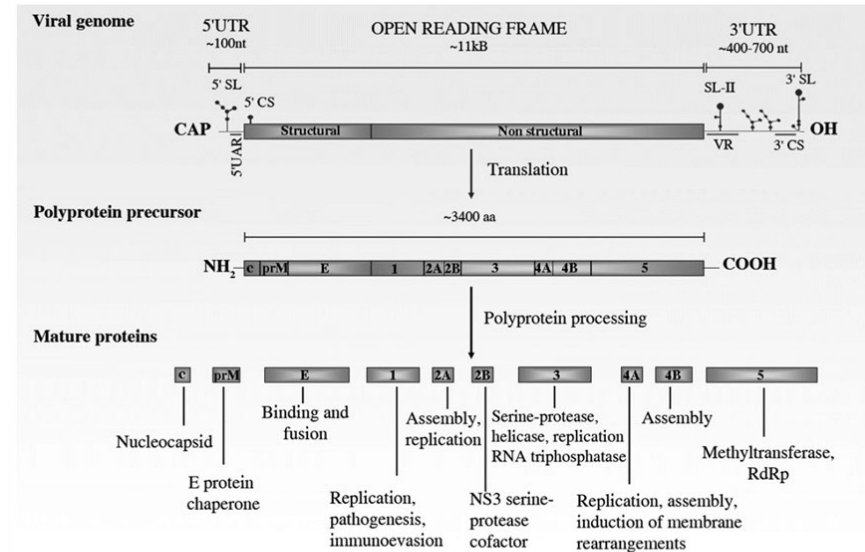 Viral genome
5'UTR
~100nt
OPEN READING FRAME
~11kB
3'UTR
~400-700 nt
5' SL
5' CS
SL-II
3' SL
CAP
Structural
Non structural
OH
5'UAR
VR
3' CS
Translation
Polyprotein precursor
~3400 aa
NH2
c prM E 1 2A 2B 3 4A 4B 5
COOH
Polyprotein processing
Mature proteins
c prM E 1 2A 2B 3 4A 4B 5
Nucleocapsid
E protein
chaperone
Binding and
fusion
Replication,
pathogenesis,
immunoevasion
Assembly,
replication
NS3 serine-
protease
cofactor
Serine-protease,
helicase, replication
RNA triphosphatase
Replication, assembly,
induction of membrane
rearrangements
Assembly
Methyltransferase,
RdRp